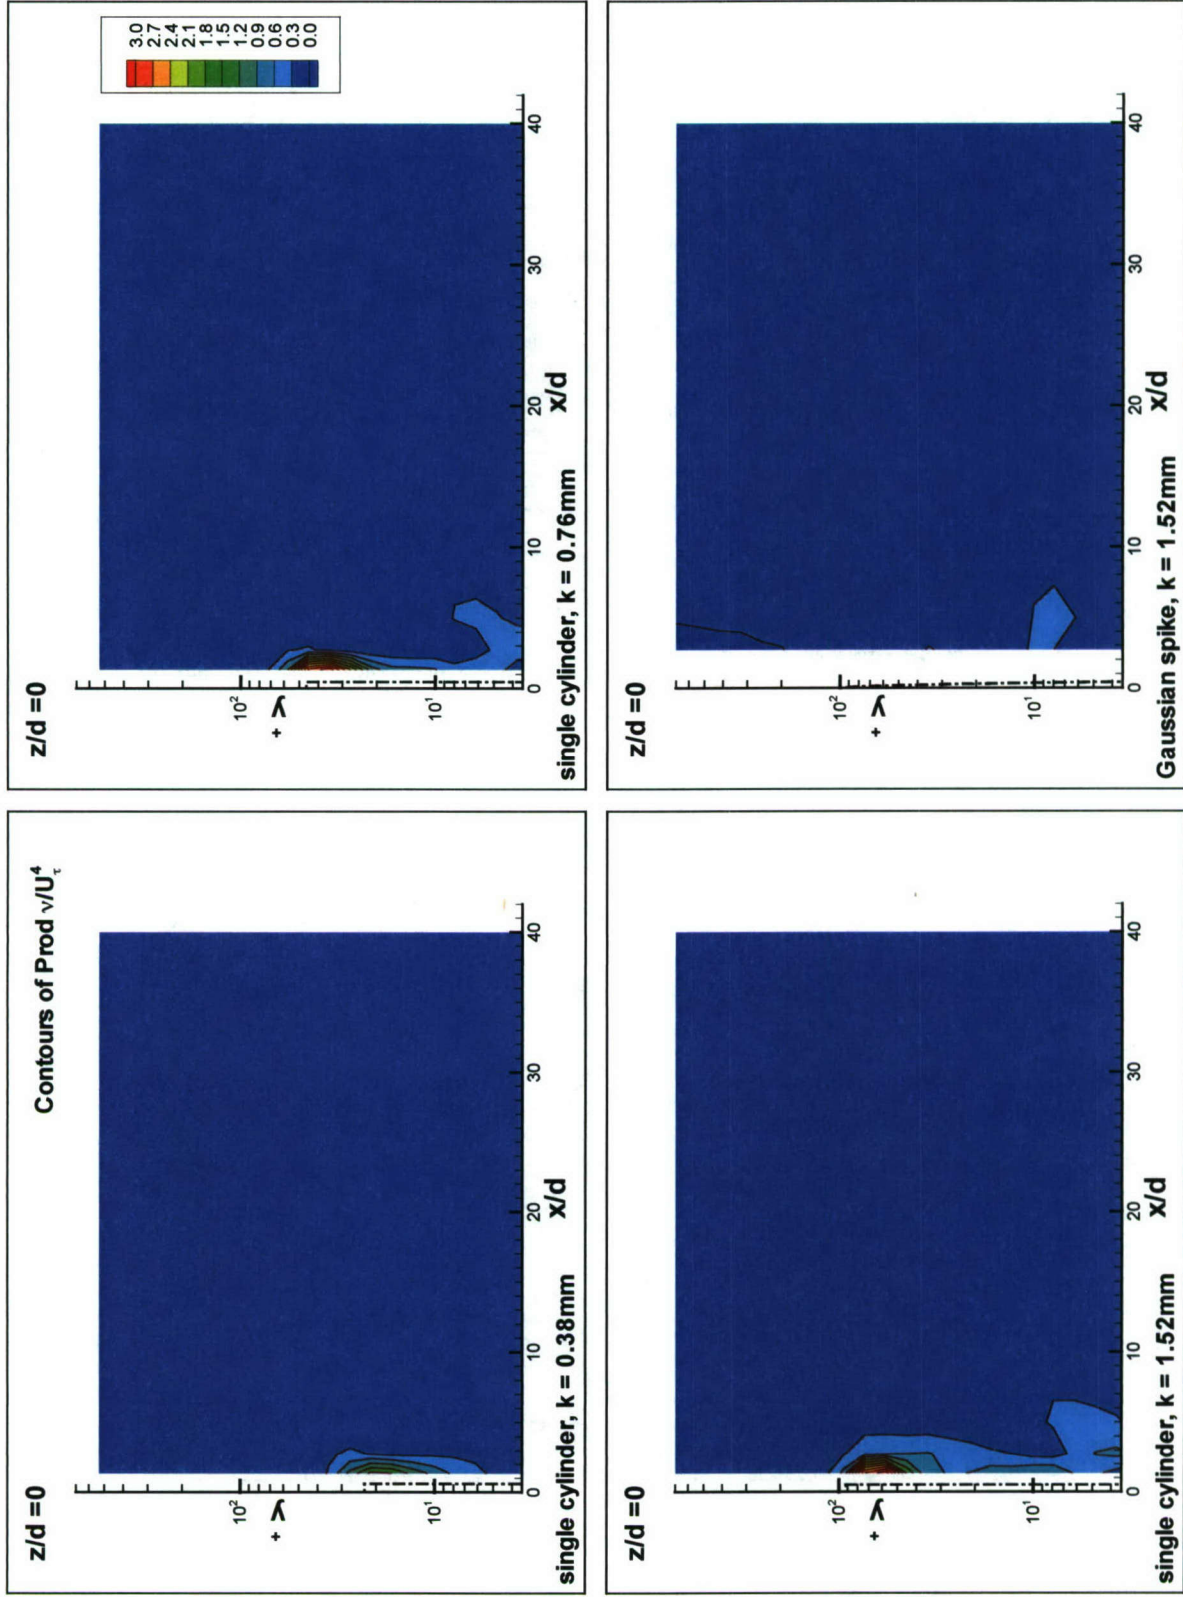 Contours of Prod ν/U⁴τ
z/d =0
10²
y+
10¹
0 10 20 30 40
x/d
single cylinder, k = 0.38mm
z/d =0
3.0
2.7
2.4
2.1
1.8
1.5
1.2
0.9
0.6
0.3
0.0
10²
y+
10¹
0 10 20 30 40
x/d
single cylinder, k = 0.76mm
z/d =0
10²
y+
10¹
0 10 20 30 40
x/d
single cylinder, k = 1.52mm
z/d =0
10²
y+
10¹
0 10 20 30 40
x/d
Gaussian spike, k = 1.52mm